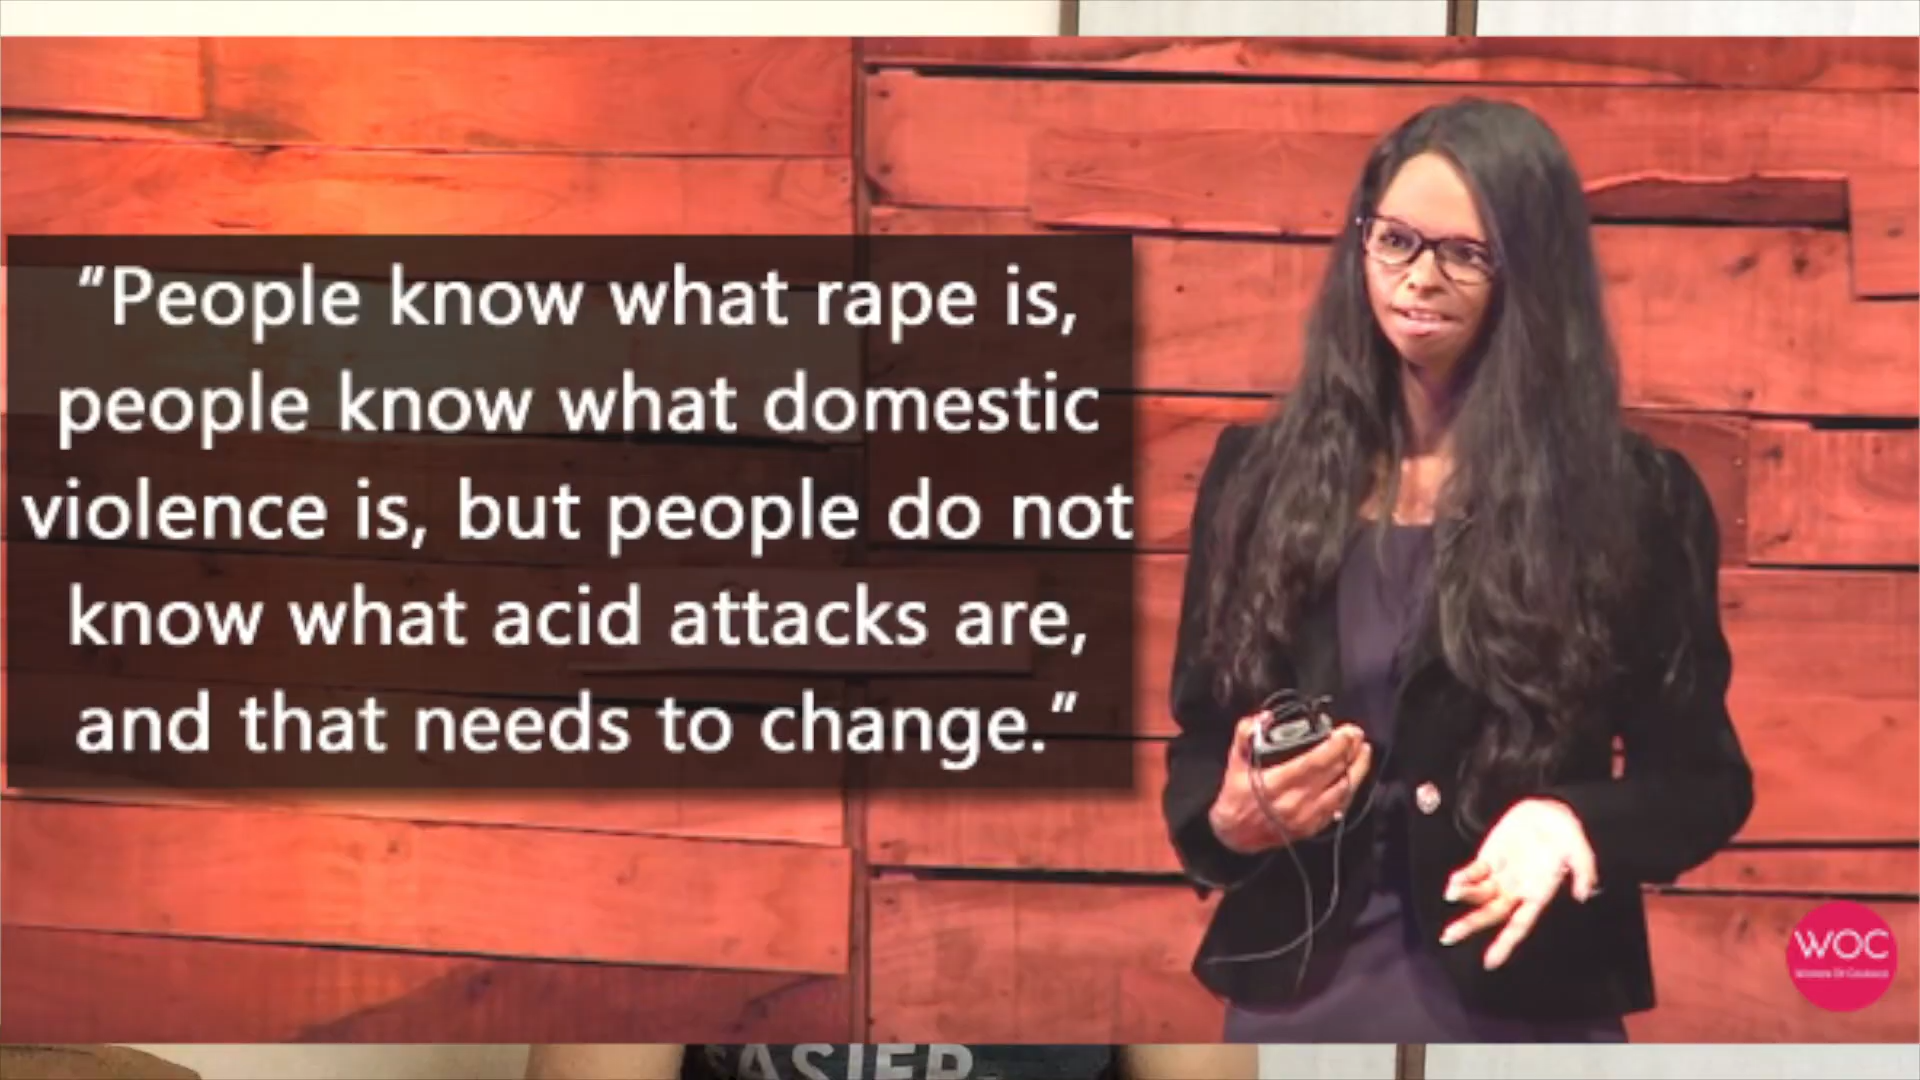 “People know what rape is,
people know what domestic
violence is, but people do not
know what acid attacks are,
and that needs to change.”
WOC